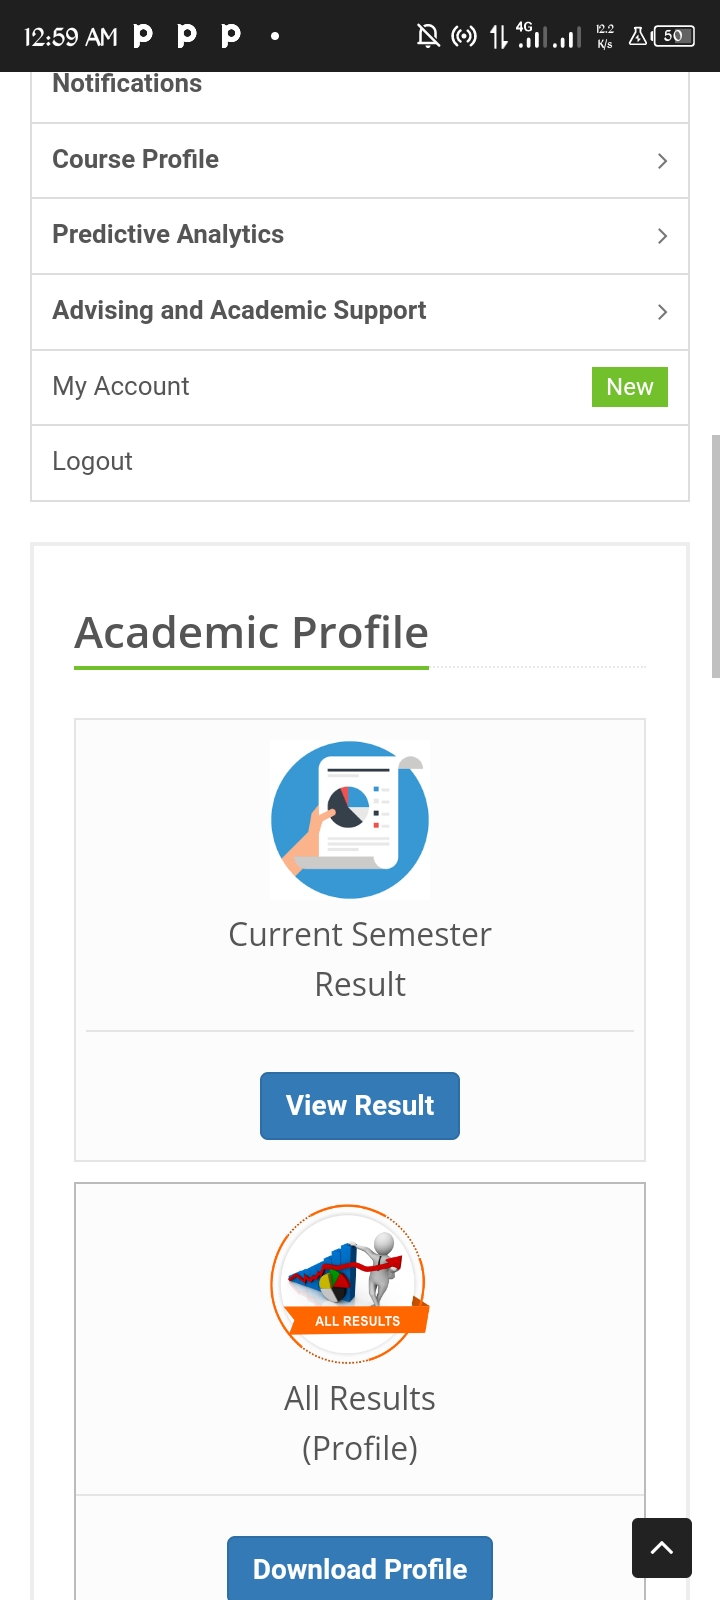 12:59 AM
4G
12.2
K/s
50
Notifications
Course Profile
Predictive Analytics
Advising and Academic Support
My Account
New
Logout
Academic Profile
Current Semester
Result
View Result
ALL RESULTS
All Results
(Profile)
Download Profile